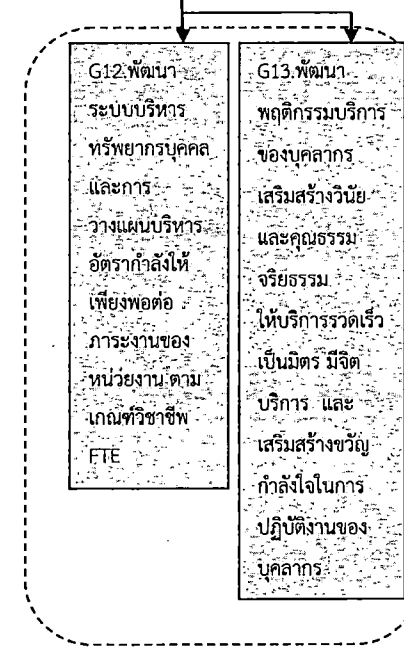 G12.พัฒนา
ระบบบริหาร
ทรัพยากรบุคคล
และการ
วางแผนบริหาร
อัตรากำลังให้
เพียงพอต่อ
ภาระงานของ
หน่วยงาน ตาม
เกณฑ์วิชาชีพ
FTE
G13.พัฒนา
พฤติกรรมบริการ
ของบุคลากร
เสริมสร้างวินัย
และคุณธรรม
จริยธรรม
ให้บริการรวดเร็ว
เป็นมิตร มีจิต
บริการ และ
เสริมสร้างขวัญ
กำลังใจในการ
ปฏิบัติงานของ
บุคลากร